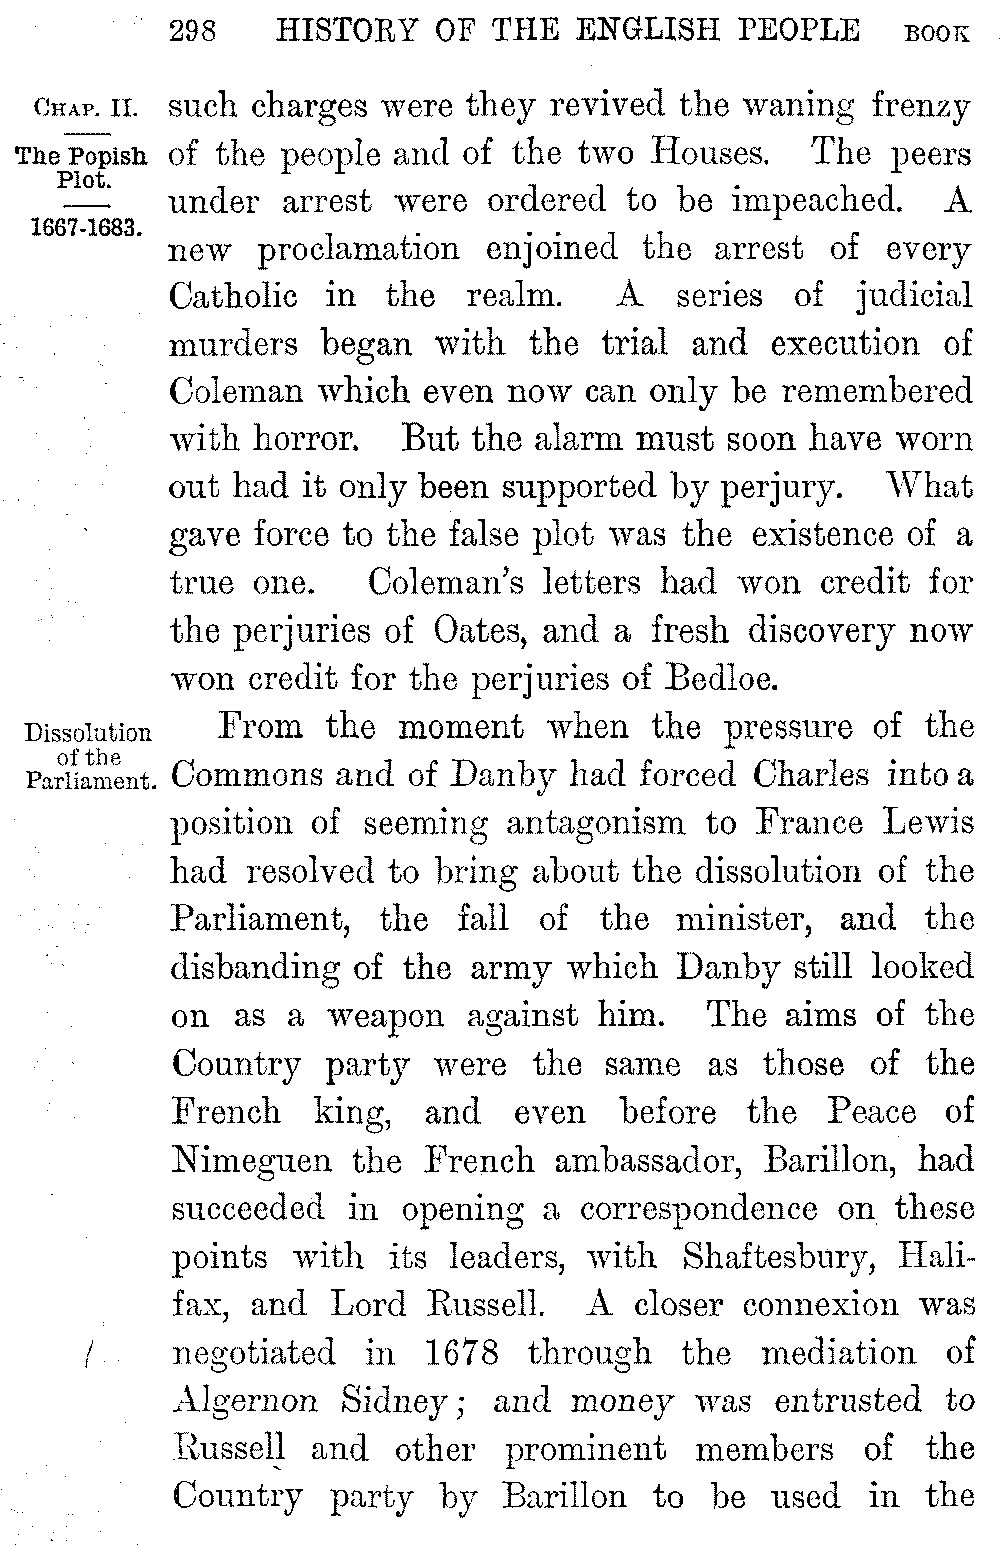 298 HISTORY OF THE ENGLISH PEOPLE BOOK
CHAP. II.
The Popish
Plot.
1667-1683.
such charges were they revived the waning frenzy
of the people and of the two Houses. The peers
under arrest were ordered to be impeached. A
new proclamation enjoined the arrest of every
Catholic in the realm. A series of judicial
murders began with the trial and execution of
Coleman which even now can only be remembered
with horror. But the alarm must soon have worn
out had it only been supported by perjury. What
gave force to the false plot was the existence of a
true one. Coleman's letters had won credit for
the perjuries of Oates, and a fresh discovery now
won credit for the perjuries of Bedloe.
Dissolution
of the
Parliament.
From the moment when the pressure of the
Commons and of Danby had forced Charles into a
position of seeming antagonism to France Lewis
had resolved to bring about the dissolution of the
Parliament, the fall of the minister, and the
disbanding of the army which Danby still looked
on as a weapon against him. The aims of the
Country party were the same as those of the
French king, and even before the Peace of
Nimeguen the French ambassador, Barillon, had
succeeded in opening a correspondence on these
points with its leaders, with Shaftesbury, Hali-
fax, and Lord Russell. A closer connexion was
negotiated in 1678 through the mediation of
Algernon Sidney; and money was entrusted to
Russell and other prominent members of the
Country party by Barillon to be used in the